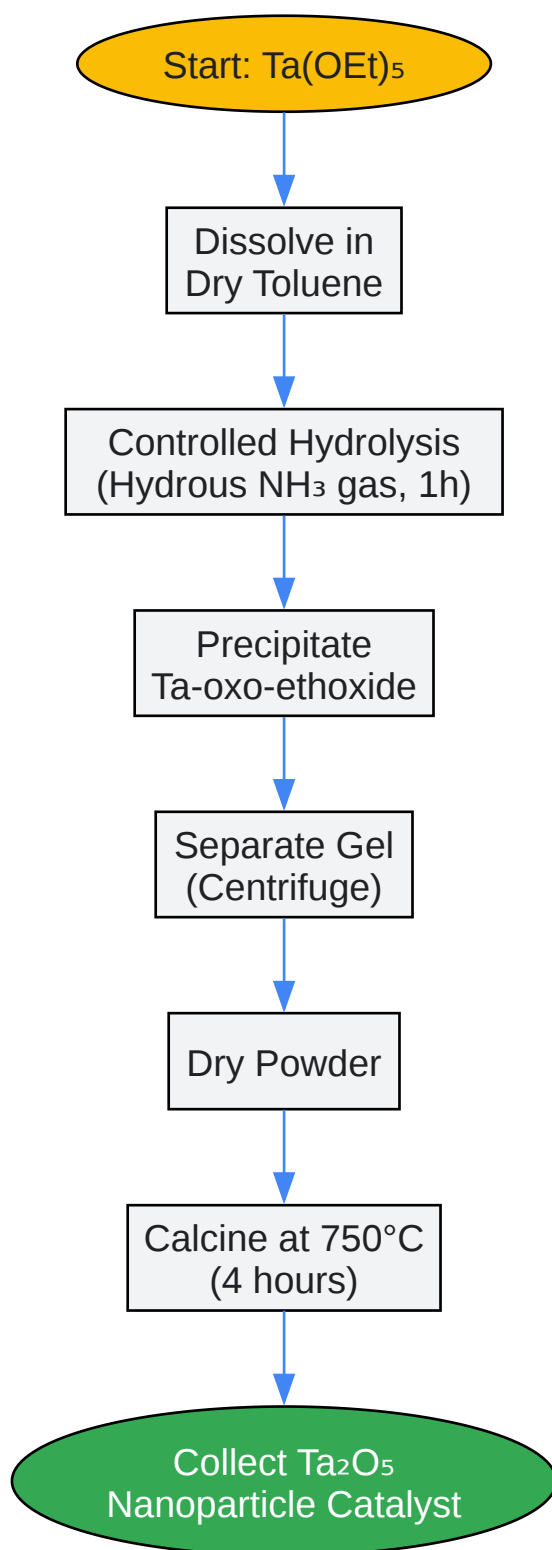 Start: Ta(OEt)₅
Dissolve in
Dry Toluene
Controlled Hydrolysis
(Hydrous NH₃ gas, 1h)
Precipitate
Ta-oxo-ethoxide
Separate Gel
(Centrifuge)
Dry Powder
Calcine at 750°C
(4 hours)
Collect Ta₂O₅
Nanoparticle Catalyst